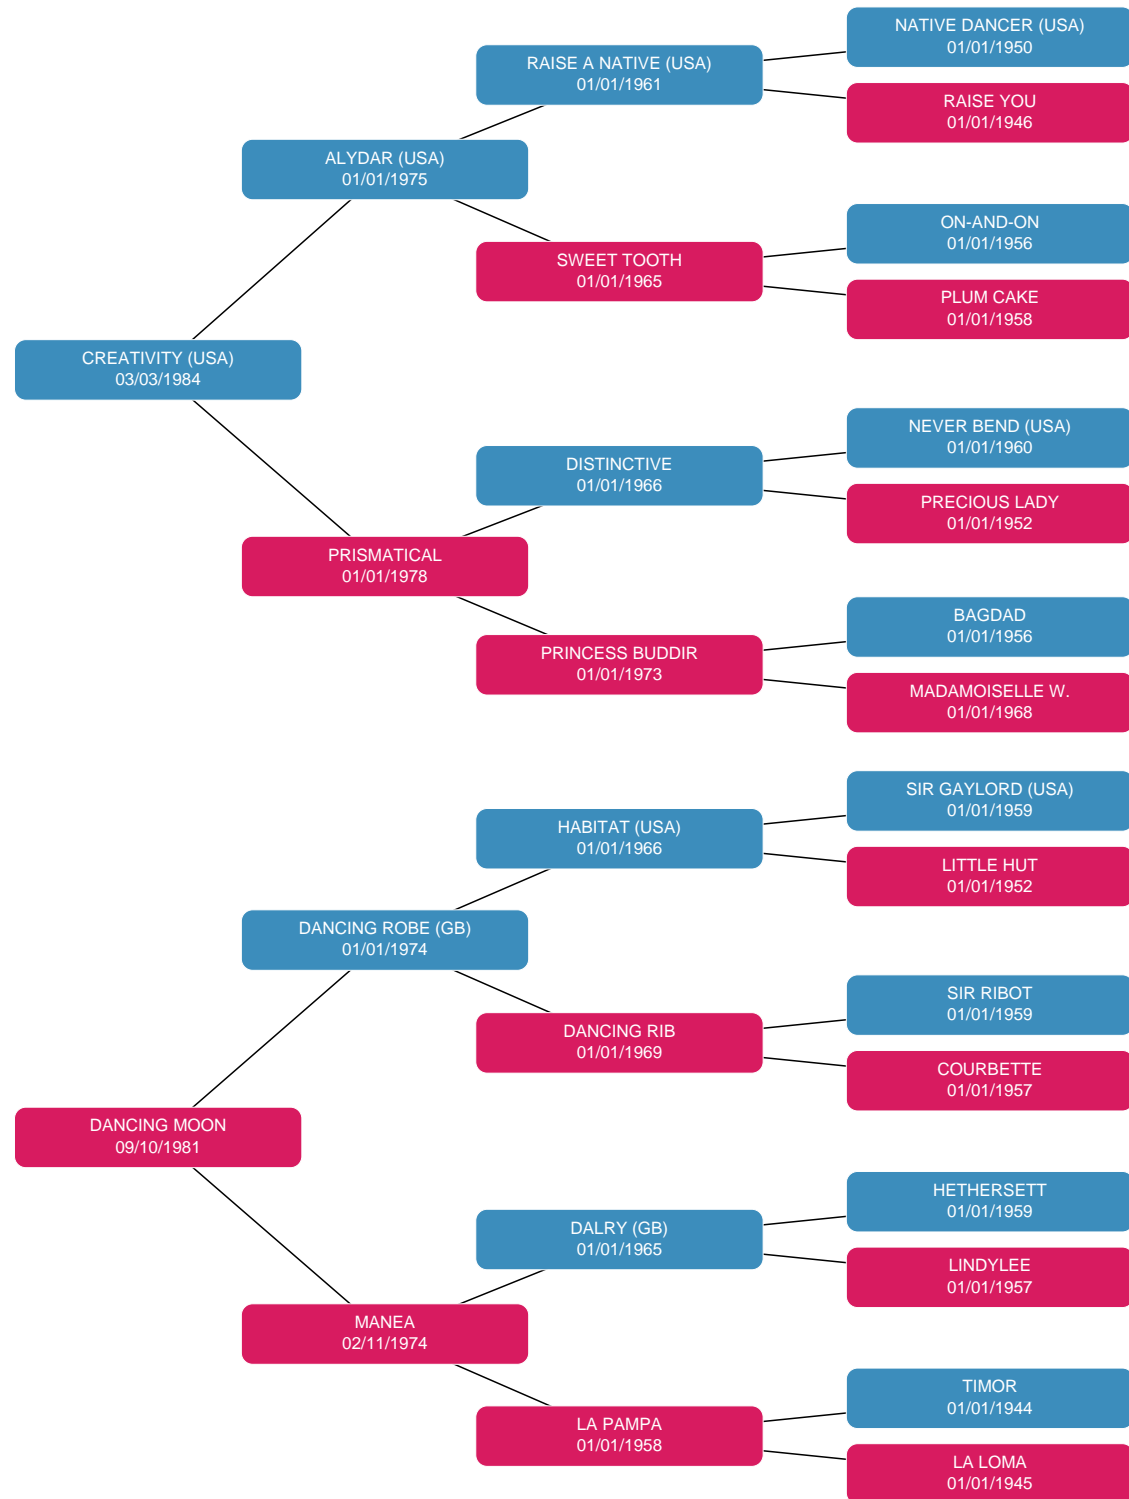 NATIVE DANCER (USA)
01/01/1950
RAISE A NATIVE (USA)
01/01/1961
RAISE YOU
01/01/1946
ALYDAR (USA)
01/01/1975
ON-AND-ON
01/01/1956
SWEET TOOTH
01/01/1965
PLUM CAKE
01/01/1958
CREATIVITY (USA)
03/03/1984
NEVER BEND (USA)
01/01/1960
DISTINCTIVE
01/01/1966
PRECIOUS LADY
01/01/1952
PRISMATICAL
01/01/1978
BAGDAD
01/01/1956
PRINCESS BUDDIR
01/01/1973
MADAMOISELLE W.
01/01/1968
SIR GAYLORD (USA)
01/01/1959
HABITAT (USA)
01/01/1966
LITTLE HUT
01/01/1952
DANCING ROBE (GB)
01/01/1974
SIR RIBOT
01/01/1959
DANCING RIB
01/01/1969
COURBETTE
01/01/1957
DANCING MOON
09/10/1981
HETHERSETT
01/01/1959
DALRY (GB)
01/01/1965
LINDYLEE
01/01/1957
MANEA
02/11/1974
TIMOR
01/01/1944
LA PAMPA
01/01/1958
LA LOMA
01/01/1945